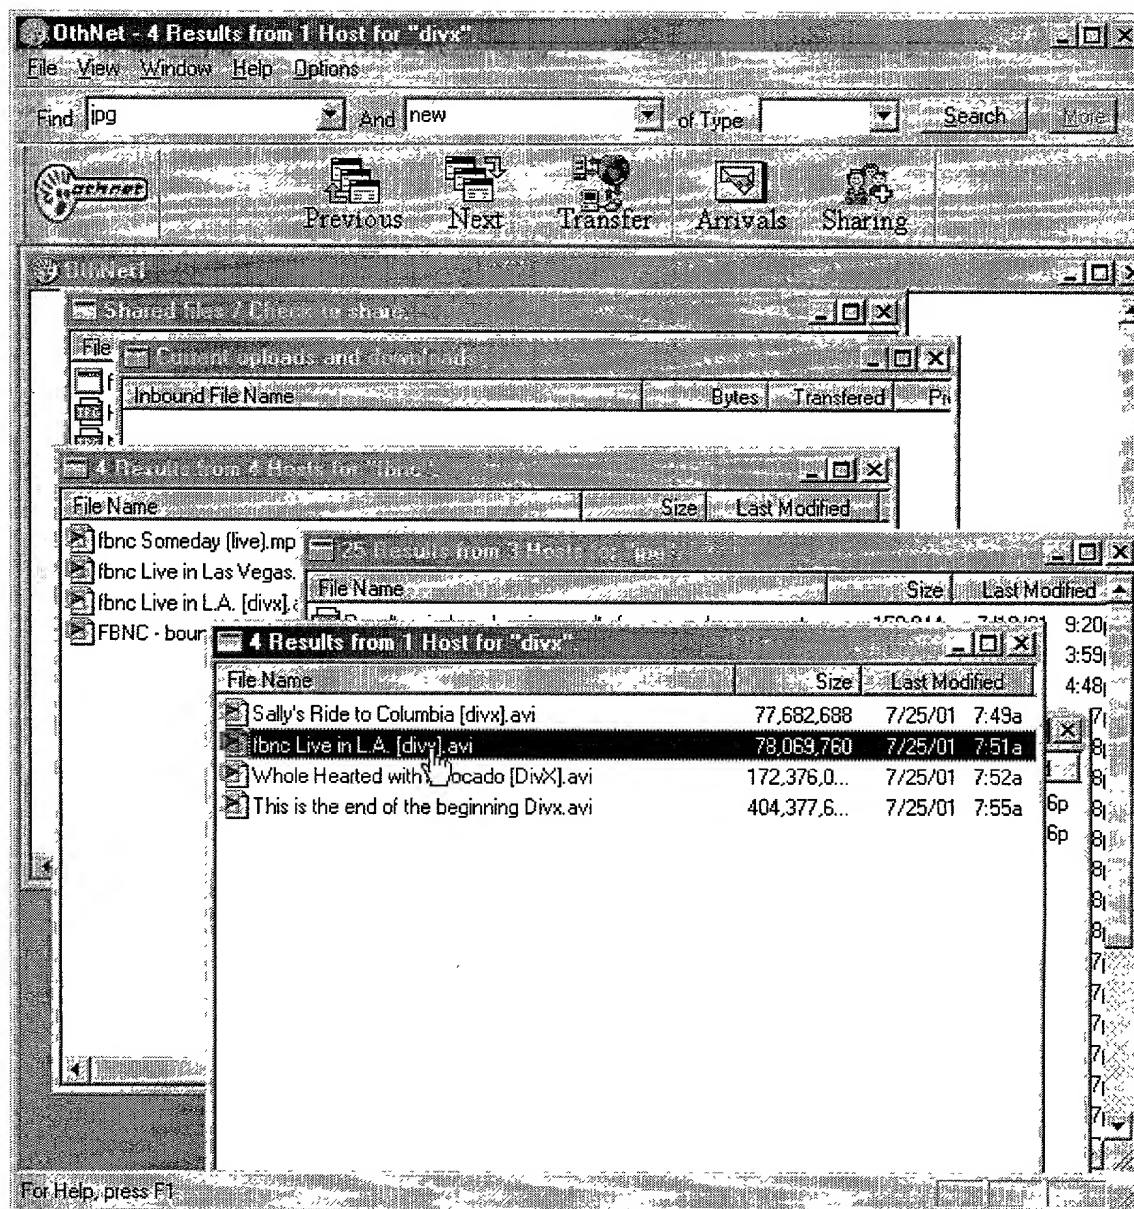 OthNet - 4 Results from 1 Host for "divx"
File View Window Help Options
Find jpg And new of Type Search More
othnet Previous Next Transfer Arrivals Sharing
OthNet1
Shared files / Check to share
File
Current uploads and downloads
Inbound File Name Bytes Transfered
4 Results from 4 Hosts for "fbnc"
File Name Size Last Modified
fbnc Someday (live).mp
fbnc Live in Las Vegas.
fbnc Live in L.A. [divx].
FBNC - bour
25 Results from 3 Hosts for
File Name Size Last Modified
9:20
3:59
4:48
4 Results from 1 Host for "divx"
File Name Size Last Modified
Sally's Ride to Columbia [divx].avi 77,682,688 7/25/01 7:49a
fbnc Live in L.A. [divx].avi 78,069,760 7/25/01 7:51a
Whole Hearted with ocado [DivX].avi 172,376,0... 7/25/01 7:52a
This is the end of the beginning Divx.avi 404,377,6... 7/25/01 7:55a
6p
6p
For Help, press F1